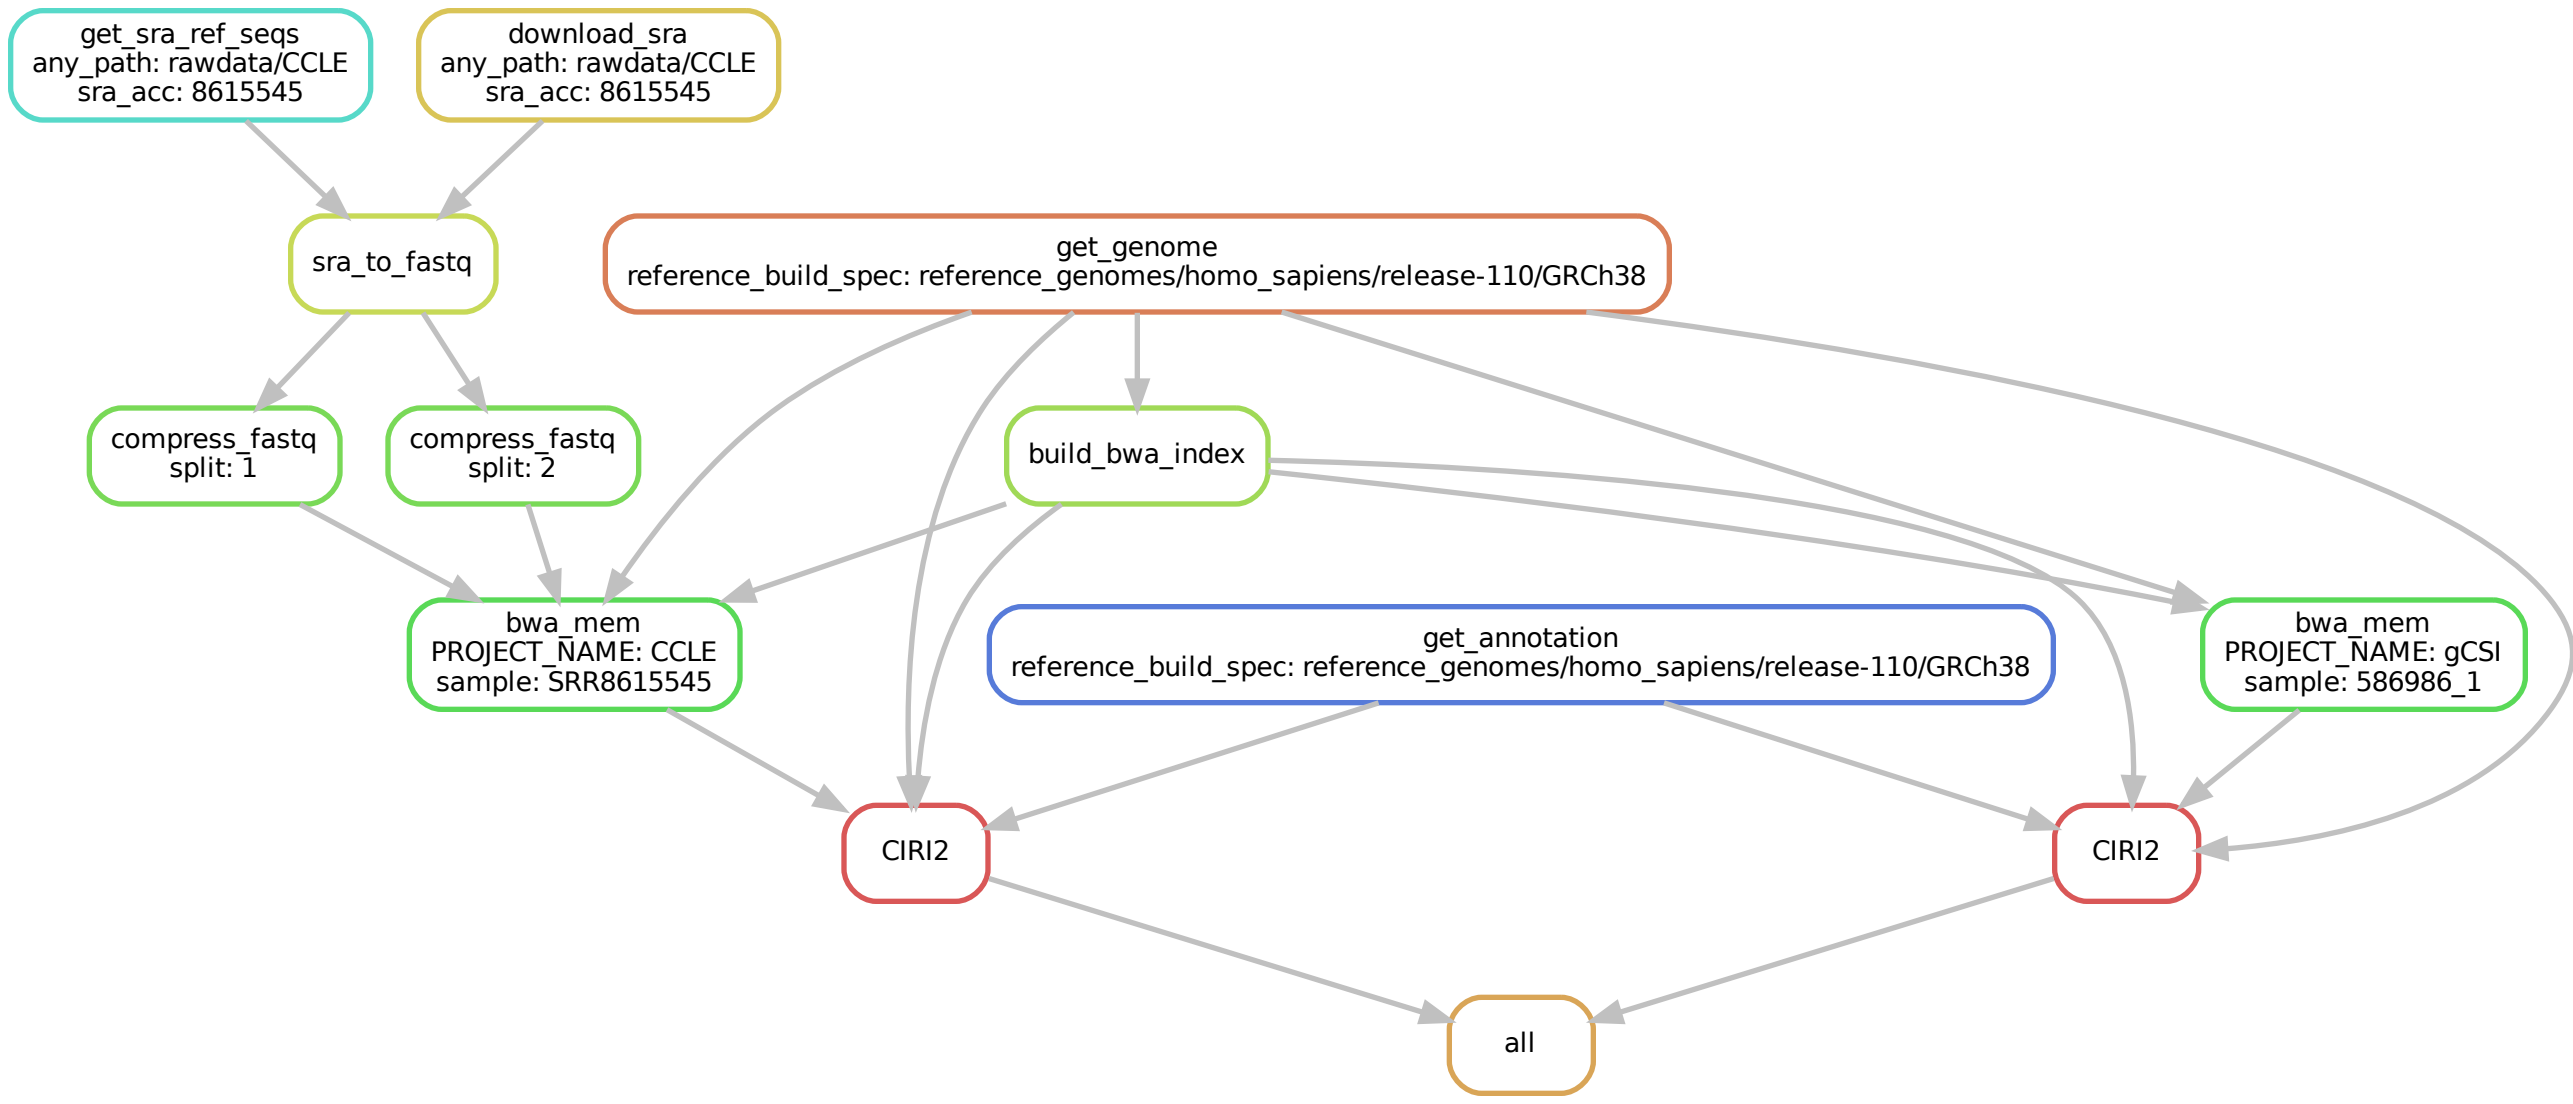 get_sra_ref_seqs
any_path: rawdata/CCLE
sra_acc: 8615545
download_sra
any_path: rawdata/CCLE
sra_acc: 8615545
sra_to_fastq
get_genome
reference_build_spec: reference_genomes/homo_sapiens/release-110/GRCh38
compress_fastq
split: 1
compress_fastq
split: 2
build_bwa_index
bwa_mem
PROJECT_NAME: CCLE
sample: SRR8615545
get_annotation
reference_build_spec: reference_genomes/homo_sapiens/release-110/GRCh38
bwa_mem
PROJECT_NAME: gCSI
sample: 586986_1
CIRI2
CIRI2
all